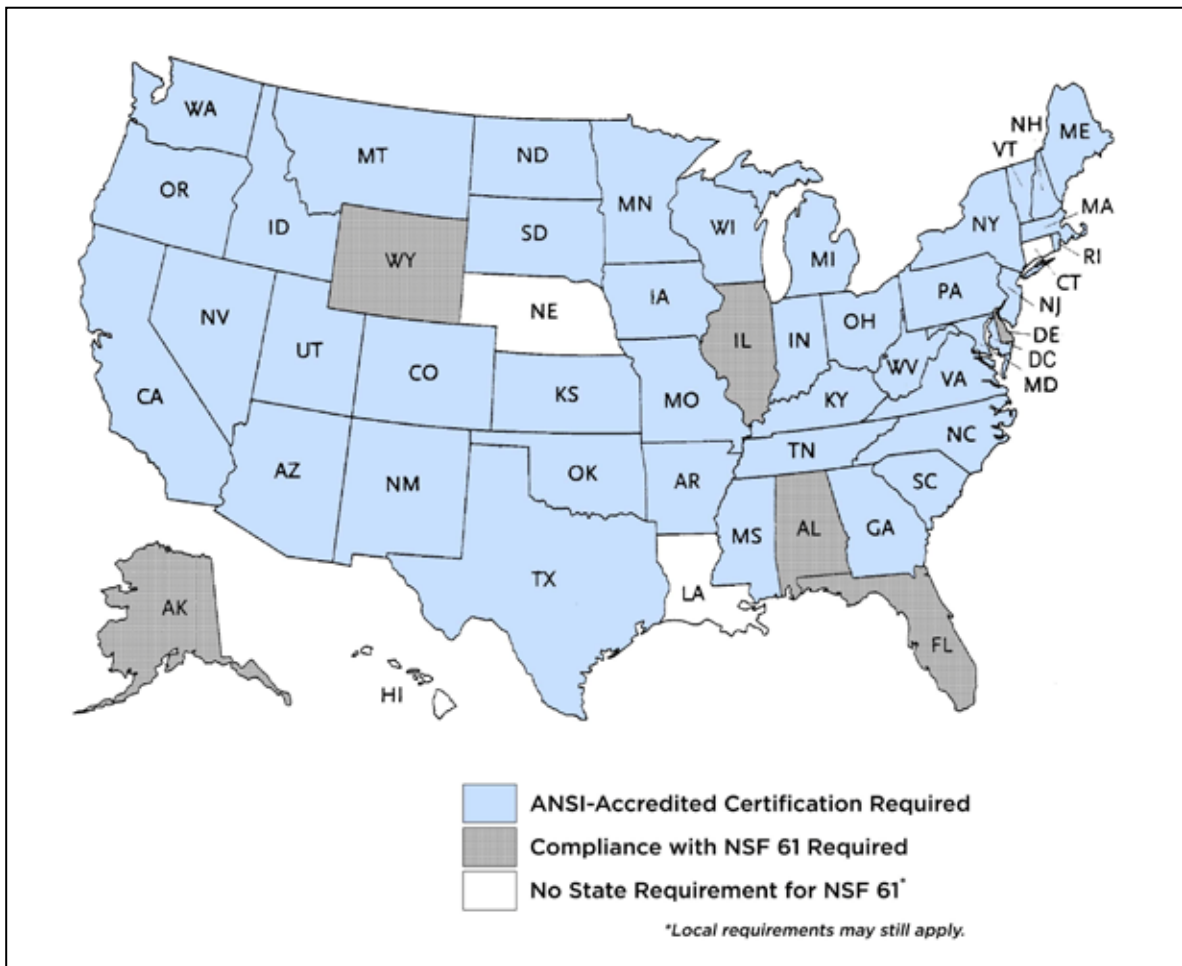 WA
MT
ND
MN
NH
VT
ME
OR
ID
SD
WI
MI
NY
MA
RI
CT
WY
NE
IA
PA
NJ
NV
UT
CO
KS
MO
IL
IN
OH
WV
VA
DE
DC
MD
CA
KY
AZ
NM
OK
AR
TN
NC
SC
TX
LA
MS
AL
GA
FL
AK
HI
ANSI-Accredited Certification Required
Compliance with NSF 61 Required
No State Requirement for NSF 61*
*Local requirements may still apply.